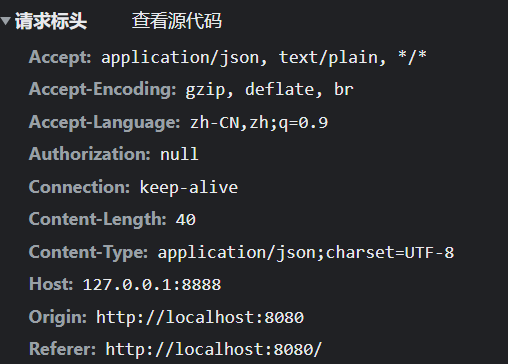 请求标头 查看源代码
Accept: application/json, text/plain, */*
Accept-Encoding: gzip, deflate, br
Accept-Language: zh-CN,zh;q=0.9
Authorization: null
Connection: keep-alive
Content-Length: 40
Content-Type: application/json;charset=UTF-8
Host: 127.0.0.1:8888
Origin: http://localhost:8080
Referer: http://localhost:8080/